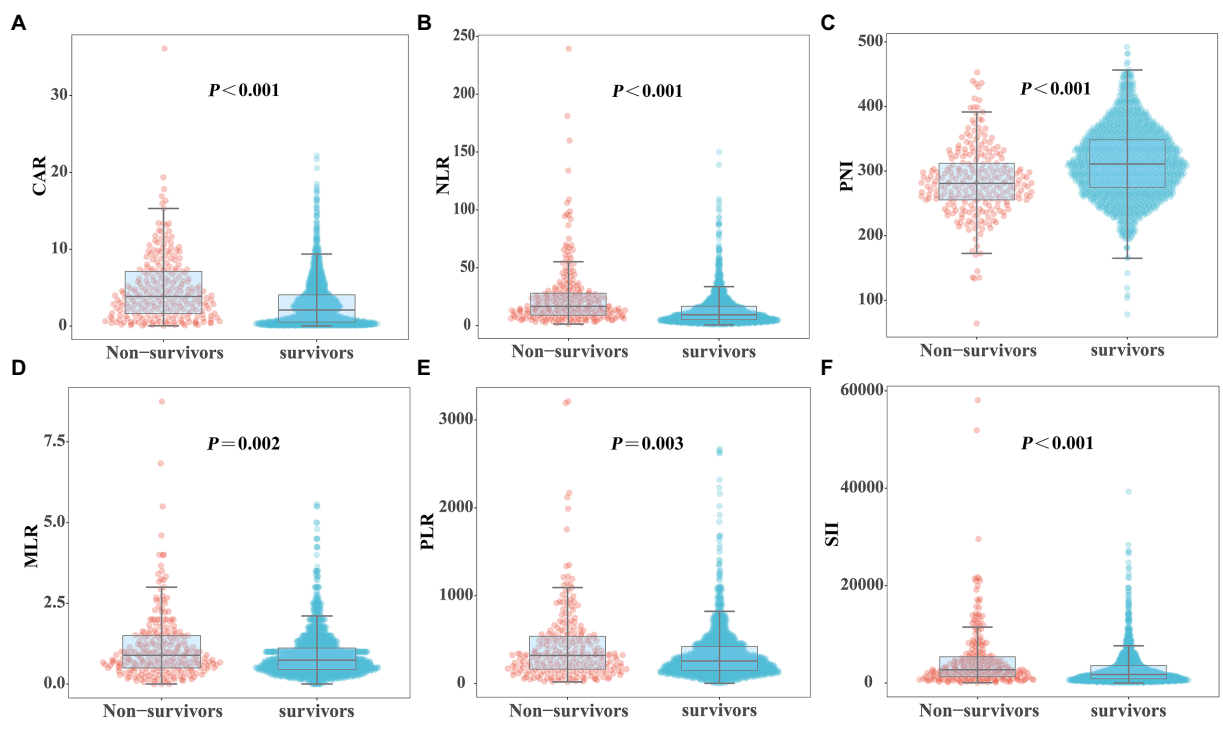 A
CAR
30
20
10
0
P<0.001
Non−survivors
survivors
B
NLR
250
200
150
100
50
0
P<0.001
Non−survivors
survivors
C
PNI
500
400
300
200
100
P<0.001
Non−survivors
survivors
D
MLR
7.5
5.0
2.5
0.0
P=0.002
Non−survivors
survivors
E
PLR
3000
2000
1000
0
P=0.003
Non−survivors
survivors
F
SII
60000
40000
20000
0
P<0.001
Non−survivors
survivors